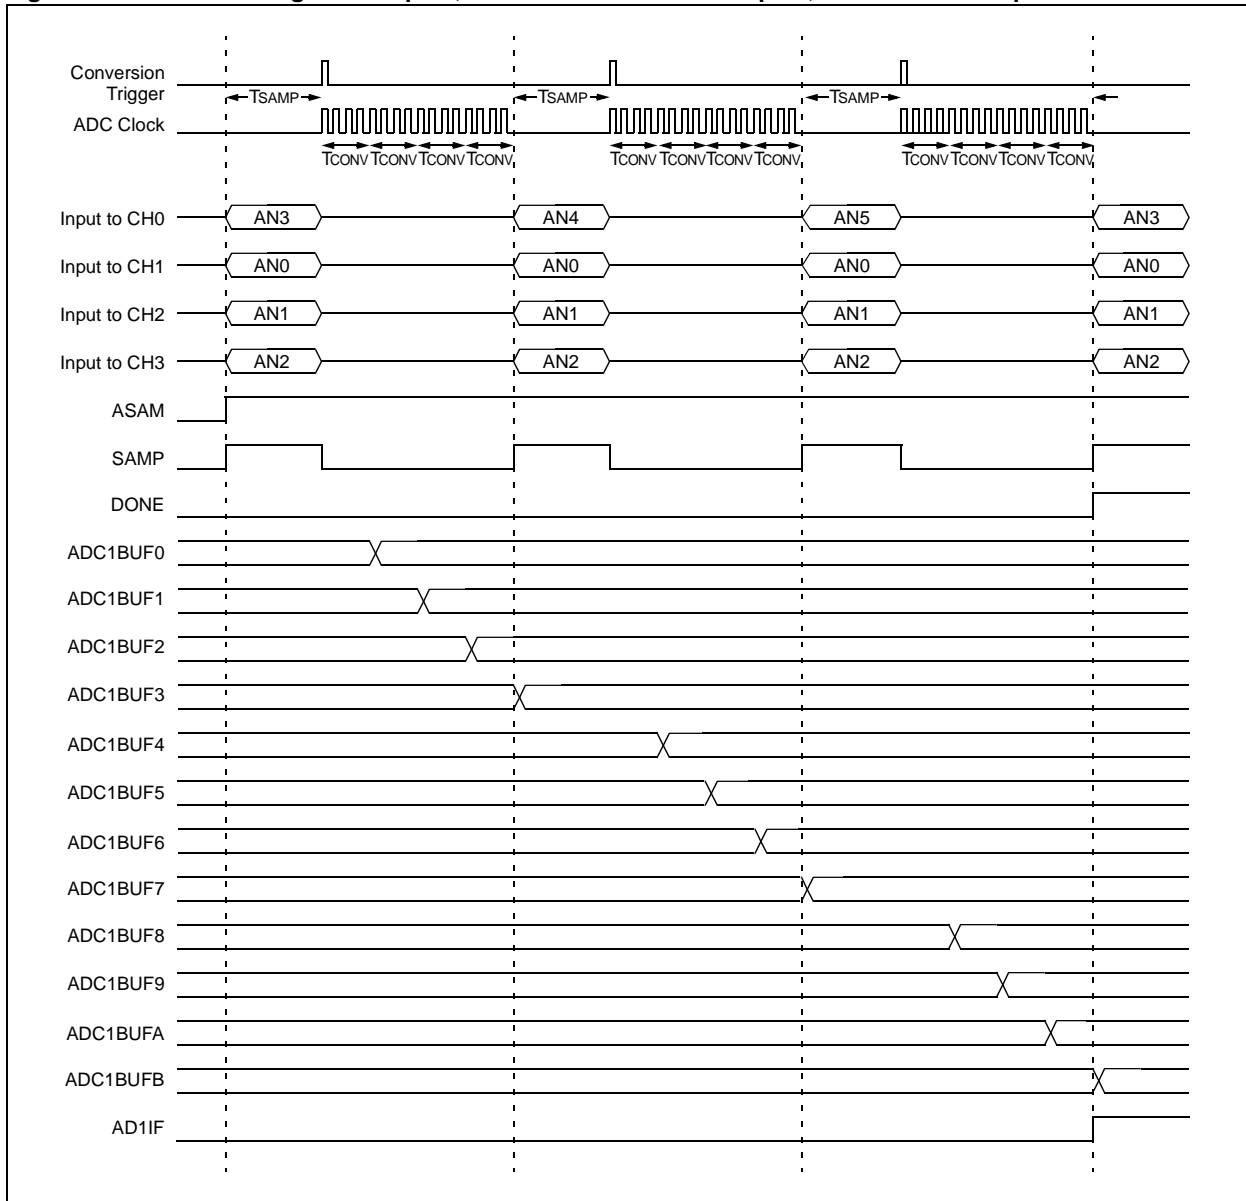 Conversion
Trigger
TSAMP TSAMP TSAMP
ADC Clock
TCONV TCONV TCONV TCONV TCONV TCONV TCONV TCONV TCONV TCONV TCONV TCONV
Input to CH0 AN3 AN4 AN5 AN3
Input to CH1 AN0 AN0 AN0 AN0
Input to CH2 AN1 AN1 AN1 AN1
Input to CH3 AN2 AN2 AN2 AN2
ASAM
SAMP
DONE
ADC1BUF0
ADC1BUF1
ADC1BUF2
ADC1BUF3
ADC1BUF4
ADC1BUF5
ADC1BUF6
ADC1BUF7
ADC1BUF8
ADC1BUF9
ADC1BUFA
ADC1BUFB
AD1IF